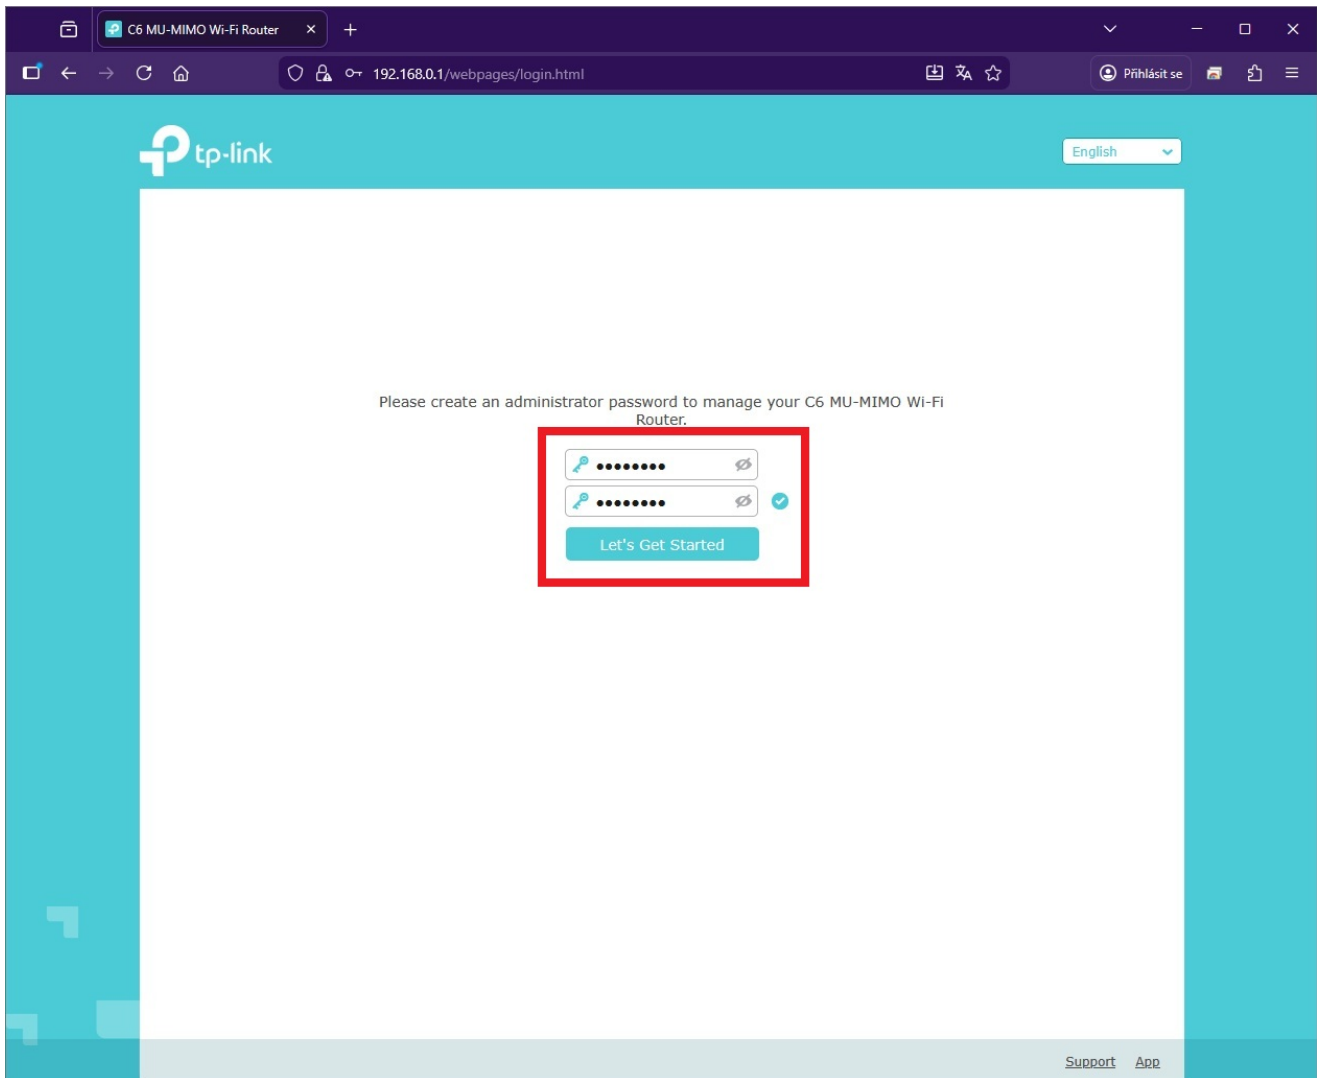 C6 MU-MIMO Wi-Fi Router
192.168.0.1/webpages/login.html
Přihlásit se
tp-link
English
Please create an administrator password to manage your C6 MU-MIMO Wi-Fi
Router.
••••••••
••••••••
Let's Get Started
Support App